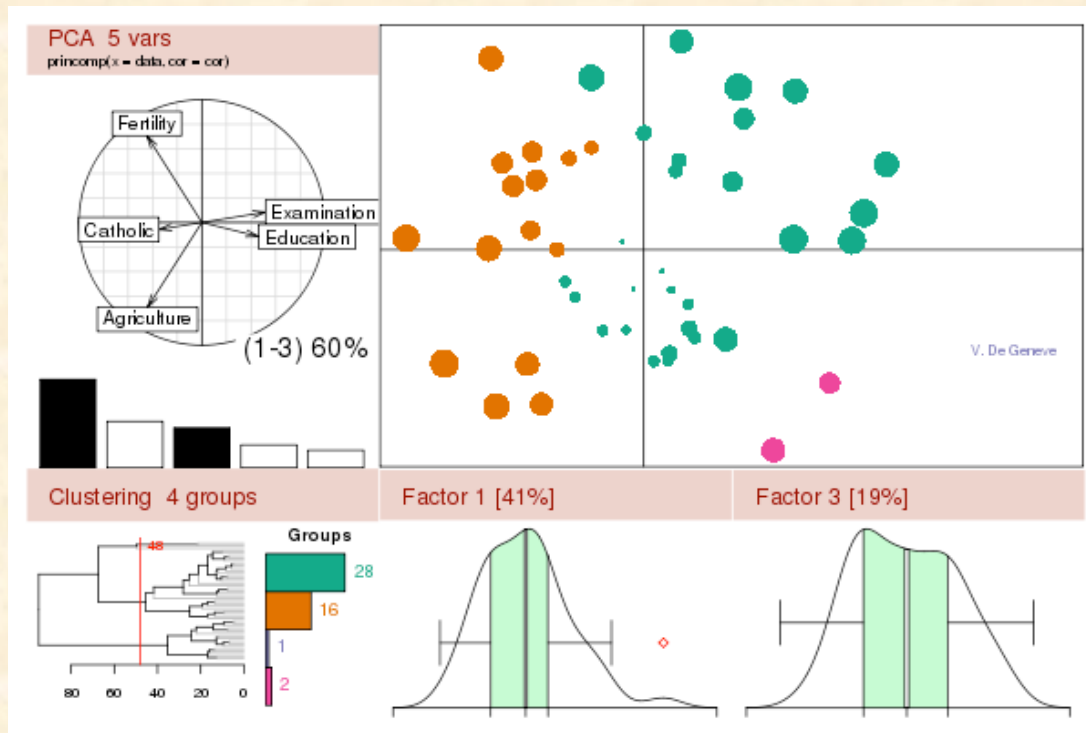 PCA 5 vars
princomp(x = data, cor = cor)
Fertility
Examination
Catholic
Education
Agriculture
(1-3) 60%
V. De Geneve
Clustering 4 groups
Factor 1 [41%]
Factor 3 [19%]
48
Groups
28
16
1
2
80 60 40 20 0